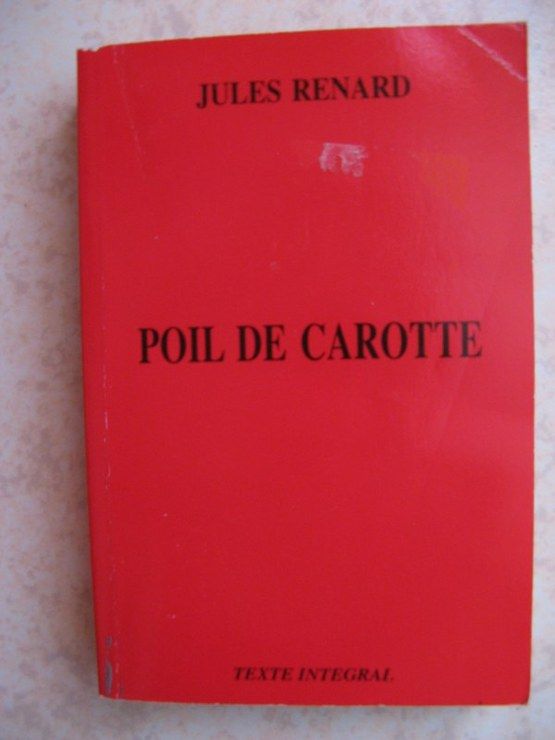 JULES RENARD
POIL DE CAROTTE
TEXTE INTEGRAL